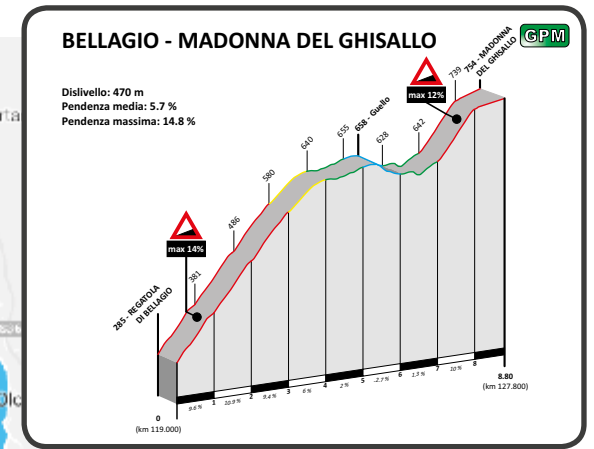 BELLAGIO - MADONNA DEL GHISALLO
GPM
Dislivello: 470 m
Pendenza media: 5.7 %
Pendenza massima: 14.8 %
max 14%
max 12%
285 - REGATOLA
DI BELLAGIO
381
486
580
640
655
658 - Guello
628
642
739
754 - MADONNA
DEL GHISALLO
0
1
2
3
4
5
6
7
8
8.80
9.6 %
10.9 %
9.4 %
6 %
2 %
-2.7 %
1.3 %
10 %
(km 119.000)
(km 127.800)